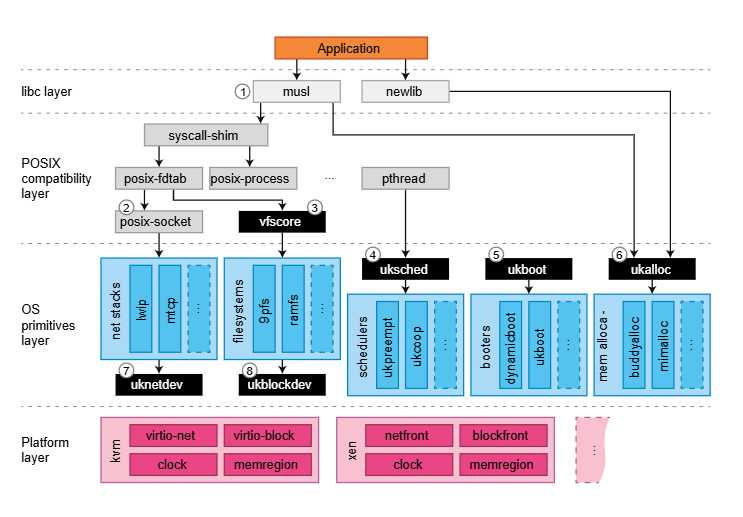 Application
libc layer
1
musl
newlib
syscall-shim
POSIX
compatibility
layer
posix-fdtab
posix-process
...
pthread
2
posix-socket
3
vfscore
4
uksched
5
ukboot
6
ukalloc
OS
primitives
layer
net stacks
lwip
mtcp
...
filesystems
9pfs
ramfs
...
schedulers
ukpreempt
ukcoop
...
booters
dynamicboot
ukboot
...
mem alloca -
buddyalloc
mimalloc
...
7
uknetdev
8
ukblockdev
Platform
layer
kvm
virtio-net
virtio-block
clock
memregion
xen
netfront
blockfront
clock
memregion
...